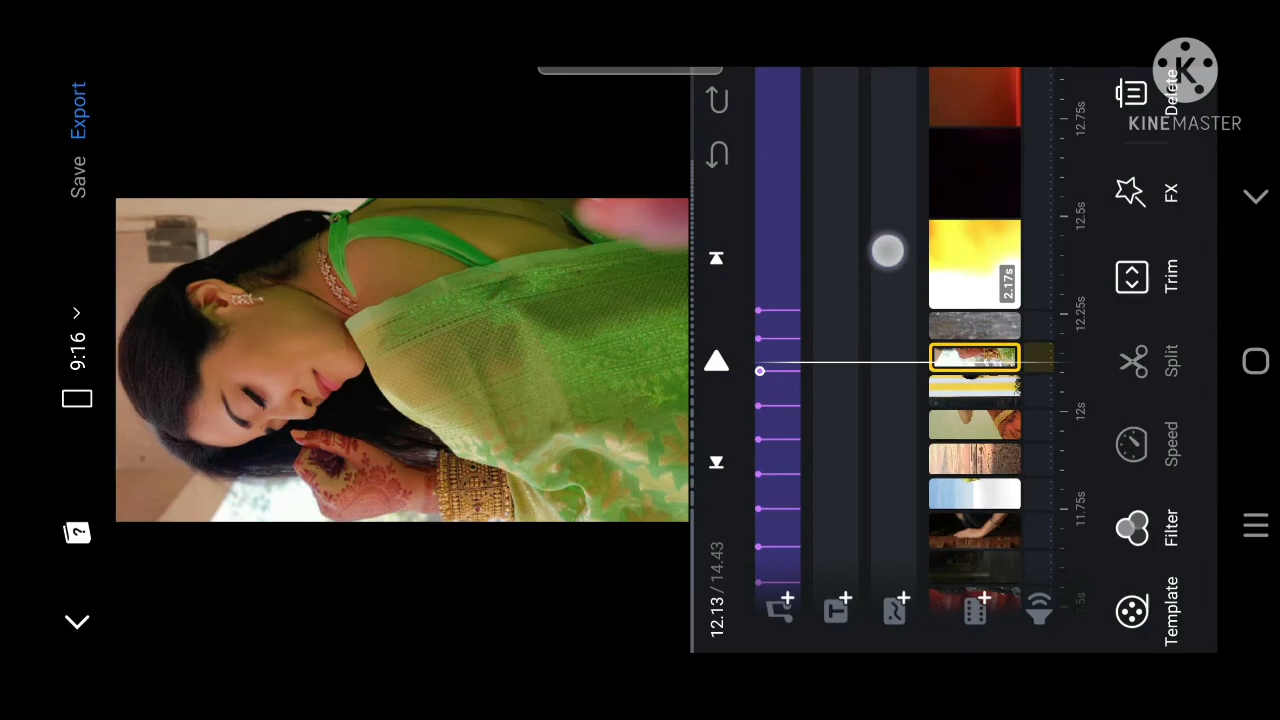 9:16
Save
Export
12.13 / 14.43
2.17s
12.75s
12.5s
12.25s
12s
11.75s
Template
Filter
Speed
Split
Trim
FX
Delete
K
KINEMASTER